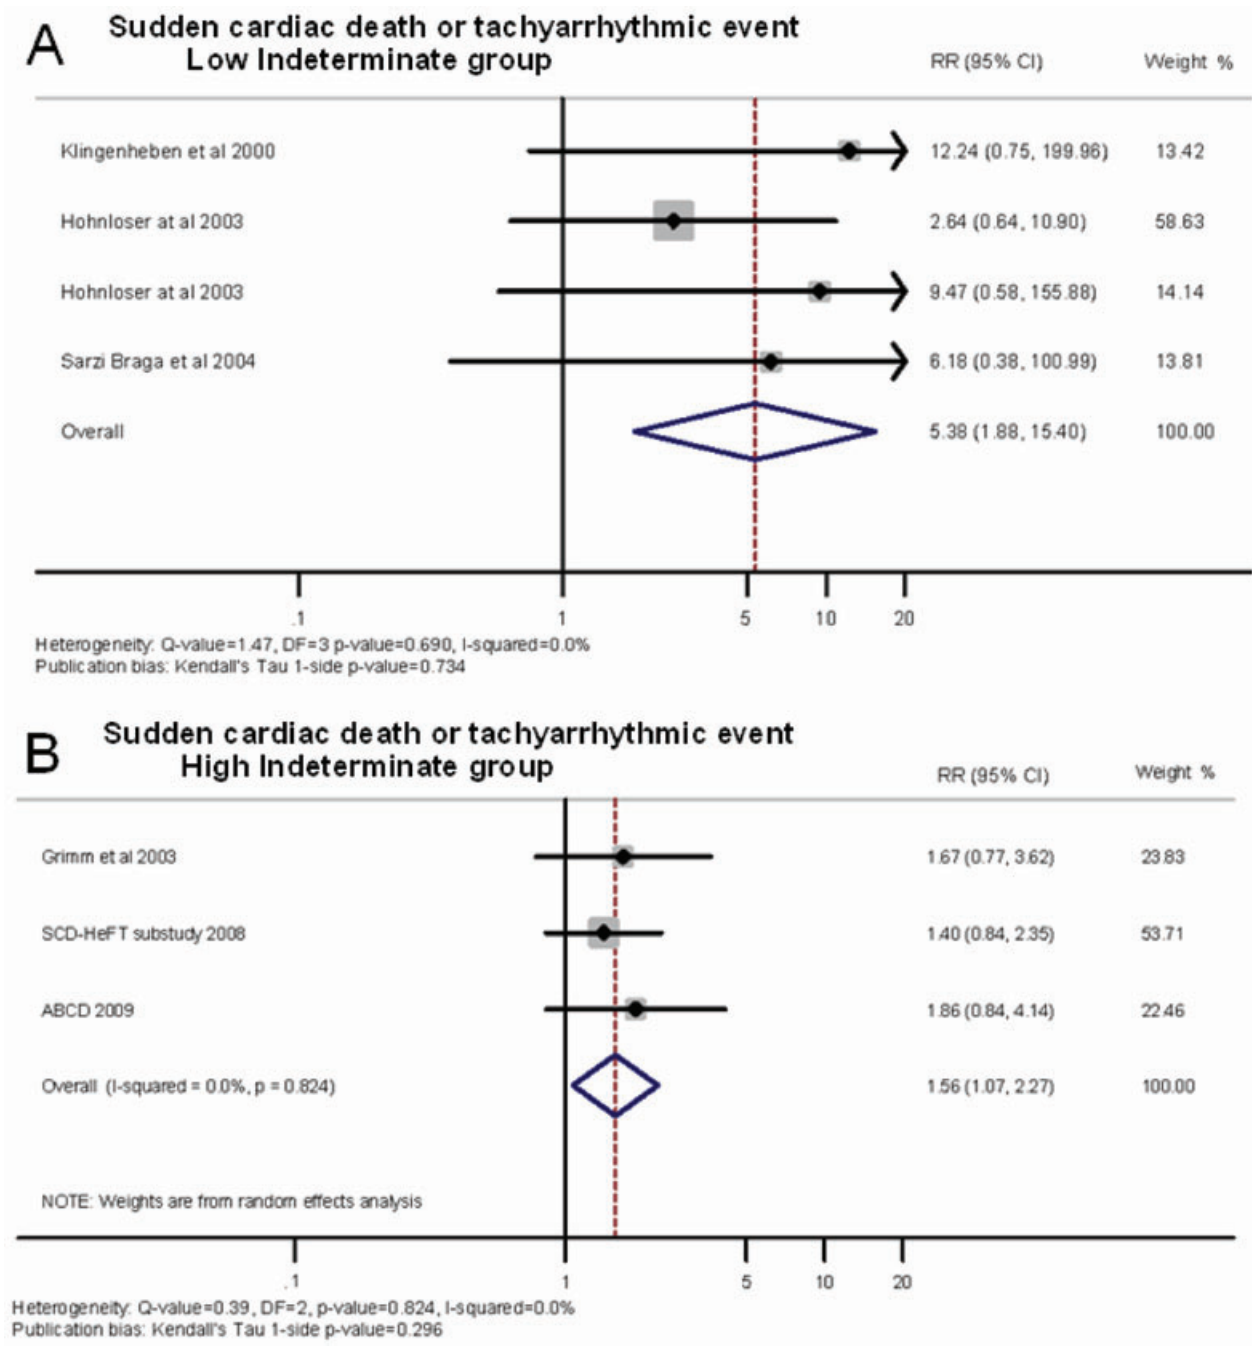 A
Sudden cardiac death or tachyarrhythmic event
Low Indeterminate group
RR (95% CI) Weight %
Klingenheben et al 2000 12.24 (0.75, 199.96) 13.42
Hohnloser at al 2003 2.64 (0.64, 10.90) 58.63
Hohnloser at al 2003 9.47 (0.58, 155.88) 14.14
Sarzi Braga et al 2004 6.18 (0.38, 100.99) 13.81
Overall 5.38 (1.88, 15.40) 100.00
.1 1 5 10 20
Heterogeneity: Q-value=1.47, DF=3 p-value=0.690, I-squared=0.0%
Publication bias: Kendall's Tau 1-side p-value=0.734
B
Sudden cardiac death or tachyarrhythmic event
High Indeterminate group
RR (95% CI) Weight %
Grimm et al 2003 1.67 (0.77, 3.62) 23.83
SCD-HeFT substudy 2008 1.40 (0.84, 2.35) 53.71
ABCD 2009 1.86 (0.84, 4.14) 22.46
Overall (I-squared = 0.0%, p = 0.824) 1.56 (1.07, 2.27) 100.00
NOTE: Weights are from random effects analysis
.1 1 5 10 20
Heterogeneity: Q-value=0.39, DF=2, p-value=0.824, I-squared=0.0%
Publication bias: Kendall's Tau 1-side p-value=0.296